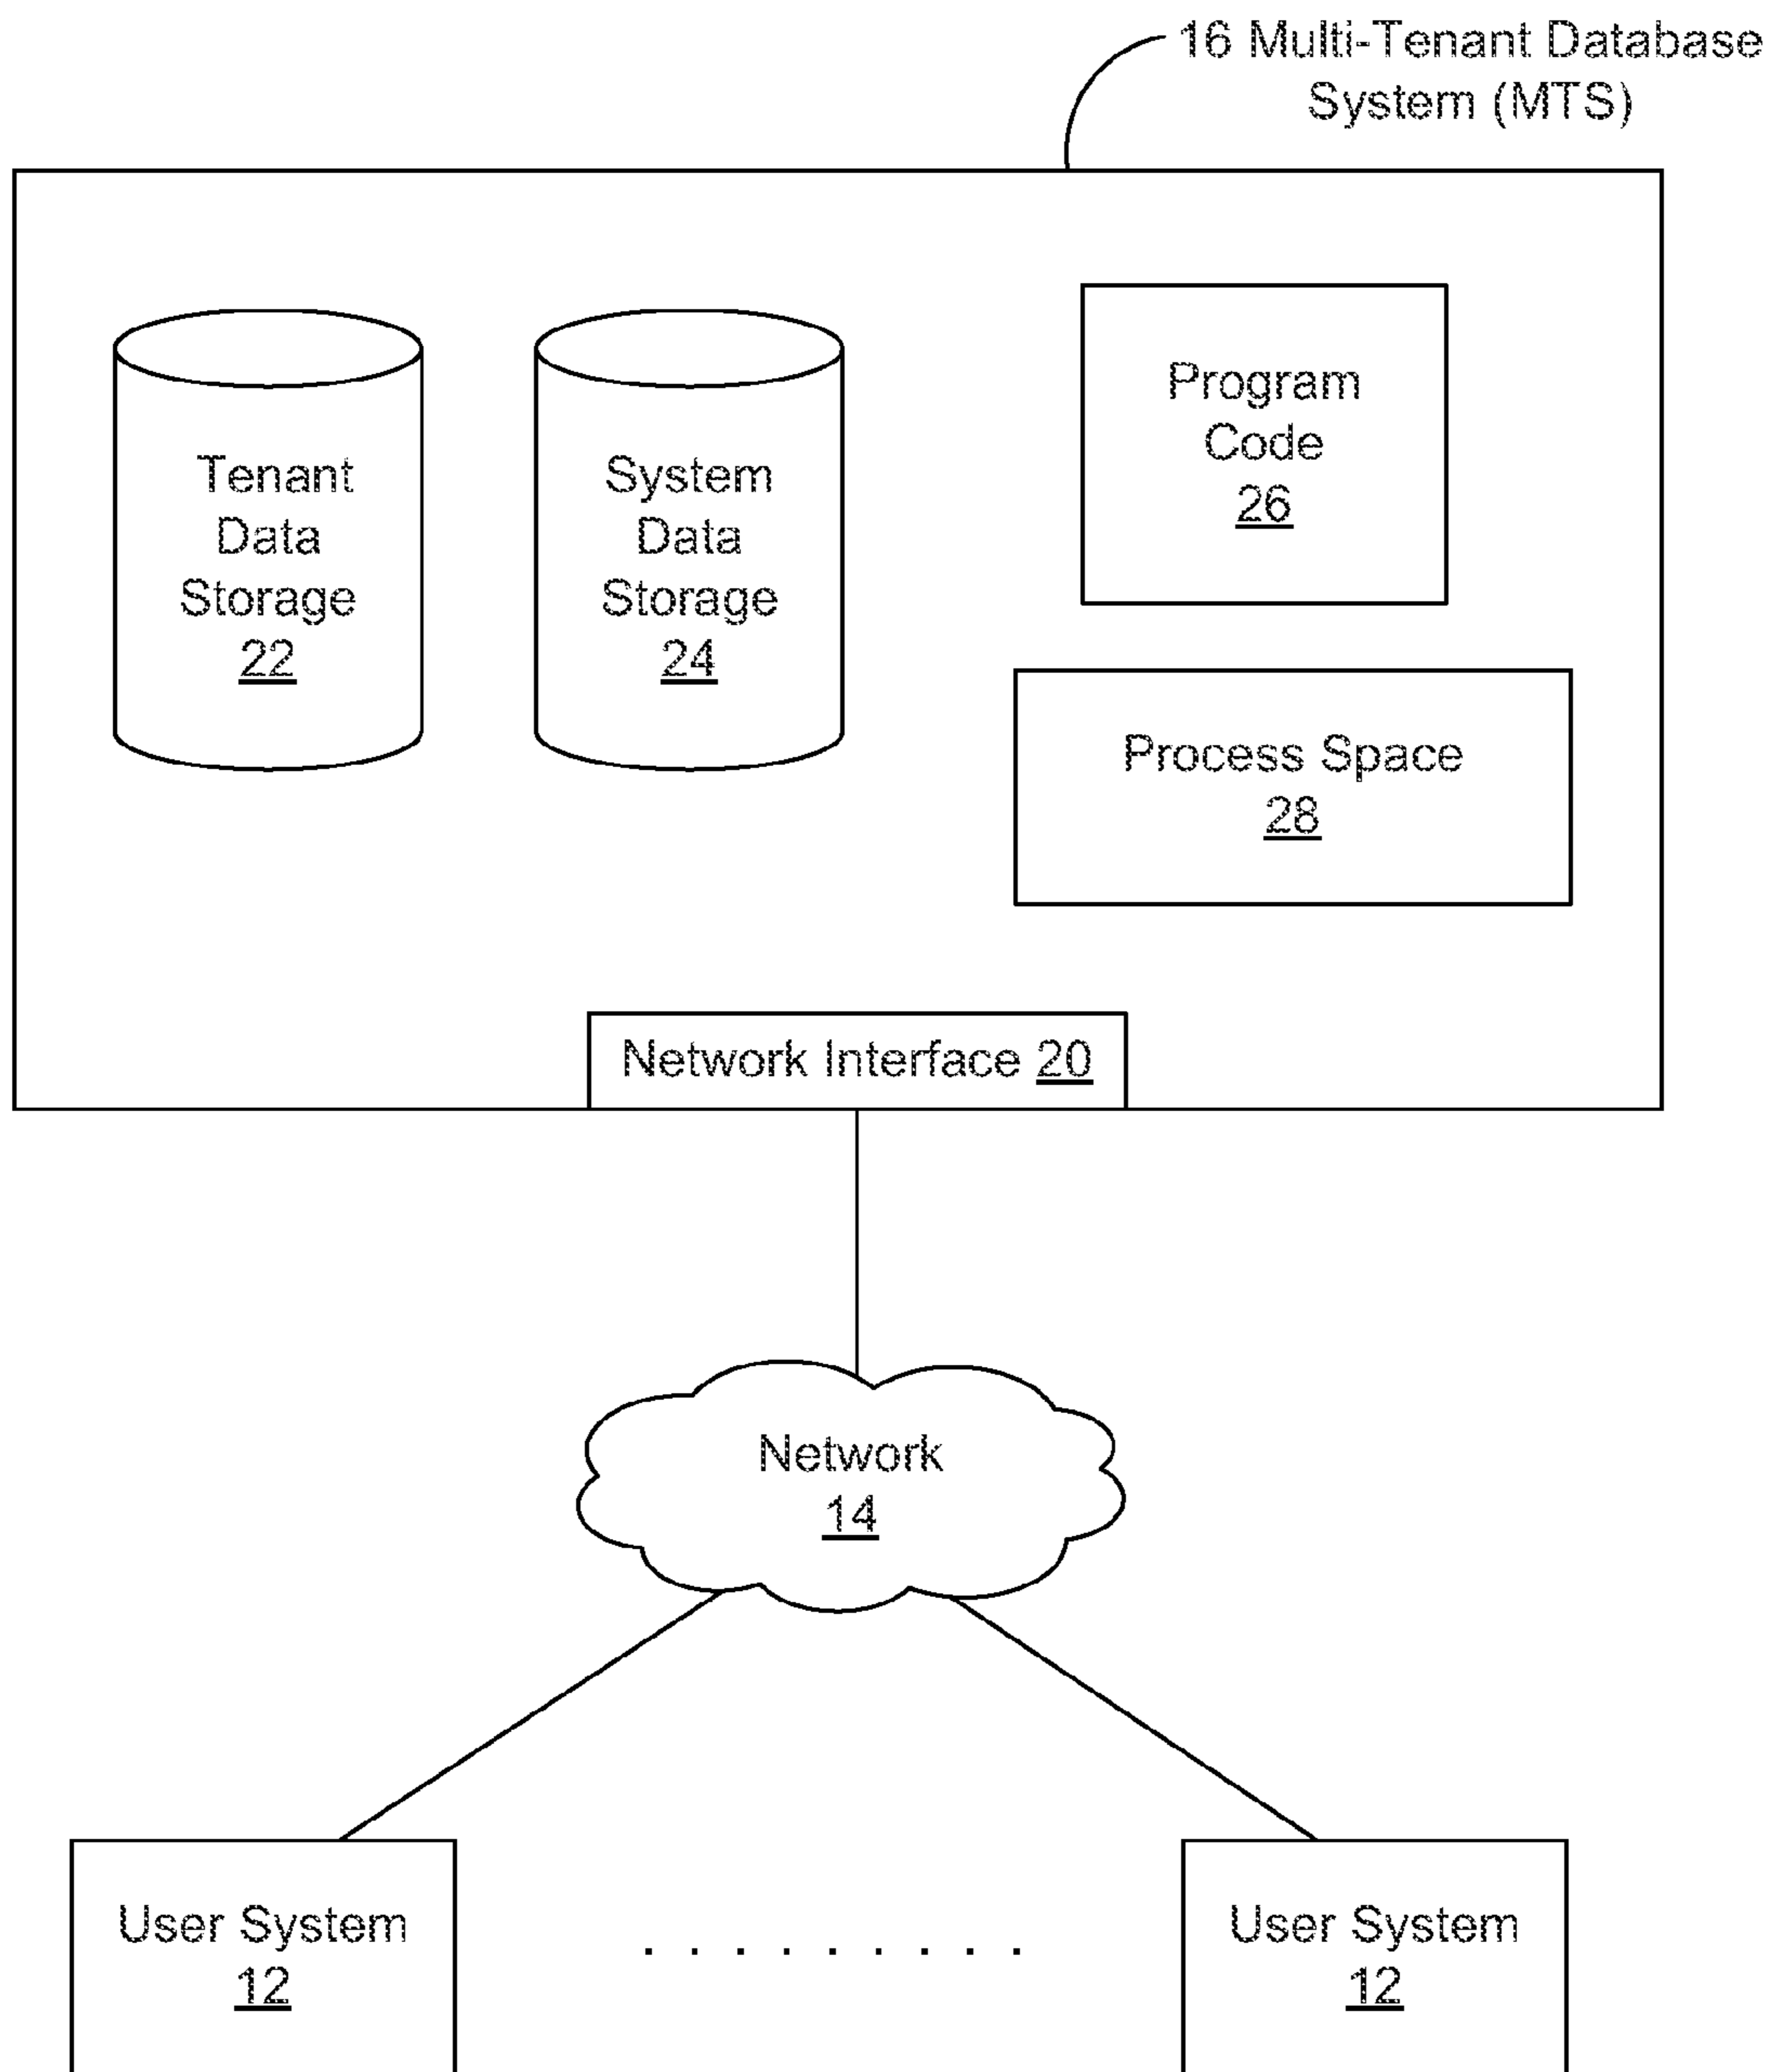 16 Multi-Tenant Database
System (MTS)
Tenant
Data
Storage
22
System
Data
Storage
24
Program
Code
26
Process Space
28
Network Interface 20
Network
14
User System
12
. . . . . . . . .
User System
12